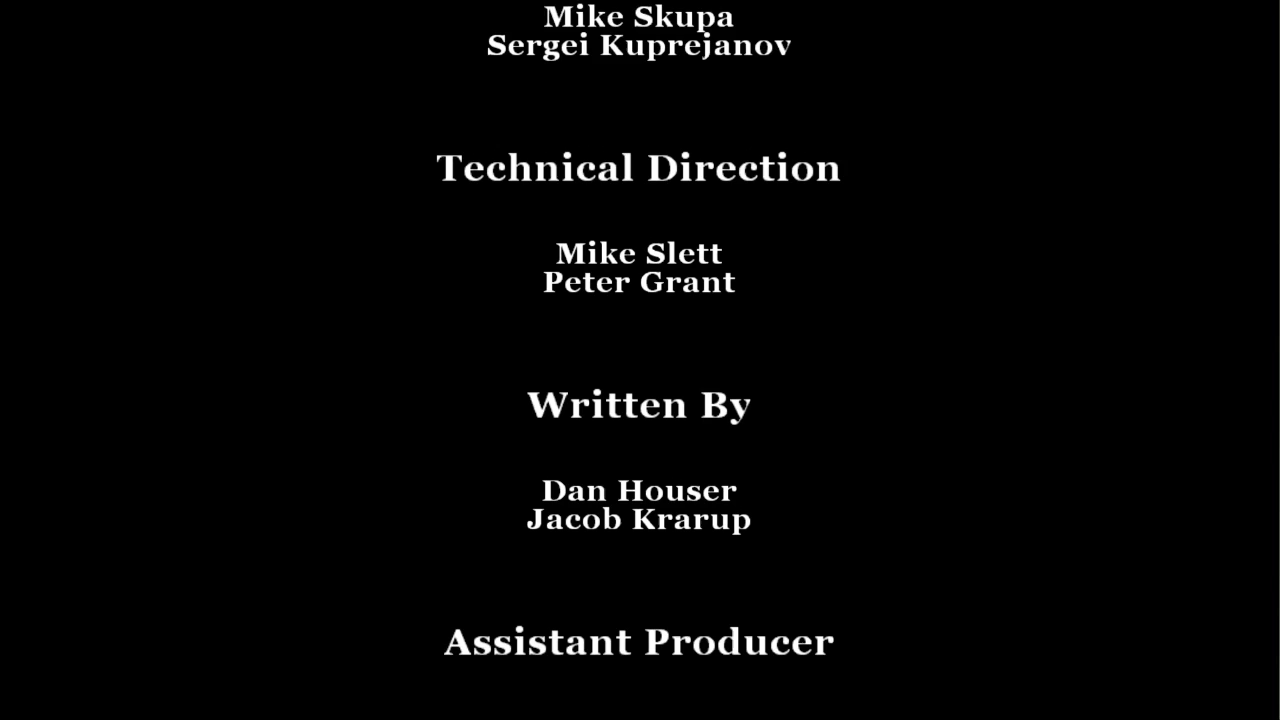 Mike Skupa
Sergei Kuprejanov
Technical Direction
Mike Slett
Peter Grant
Written By
Dan Houser
Jacob Krarup
Assistant Producer